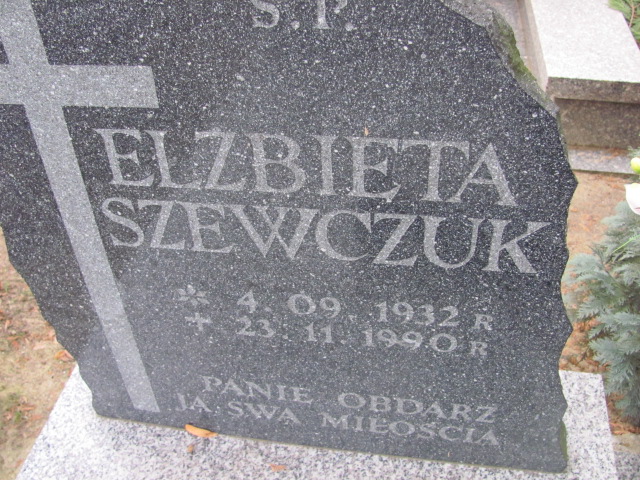 Ś.P.
ELŻBIETA
SZEWCZUK
* 4. 09. 1932 R
+ 23. 11. 1990 R
PANIE OBDARZ
JĄ SWĄ MIŁOŚCIĄ